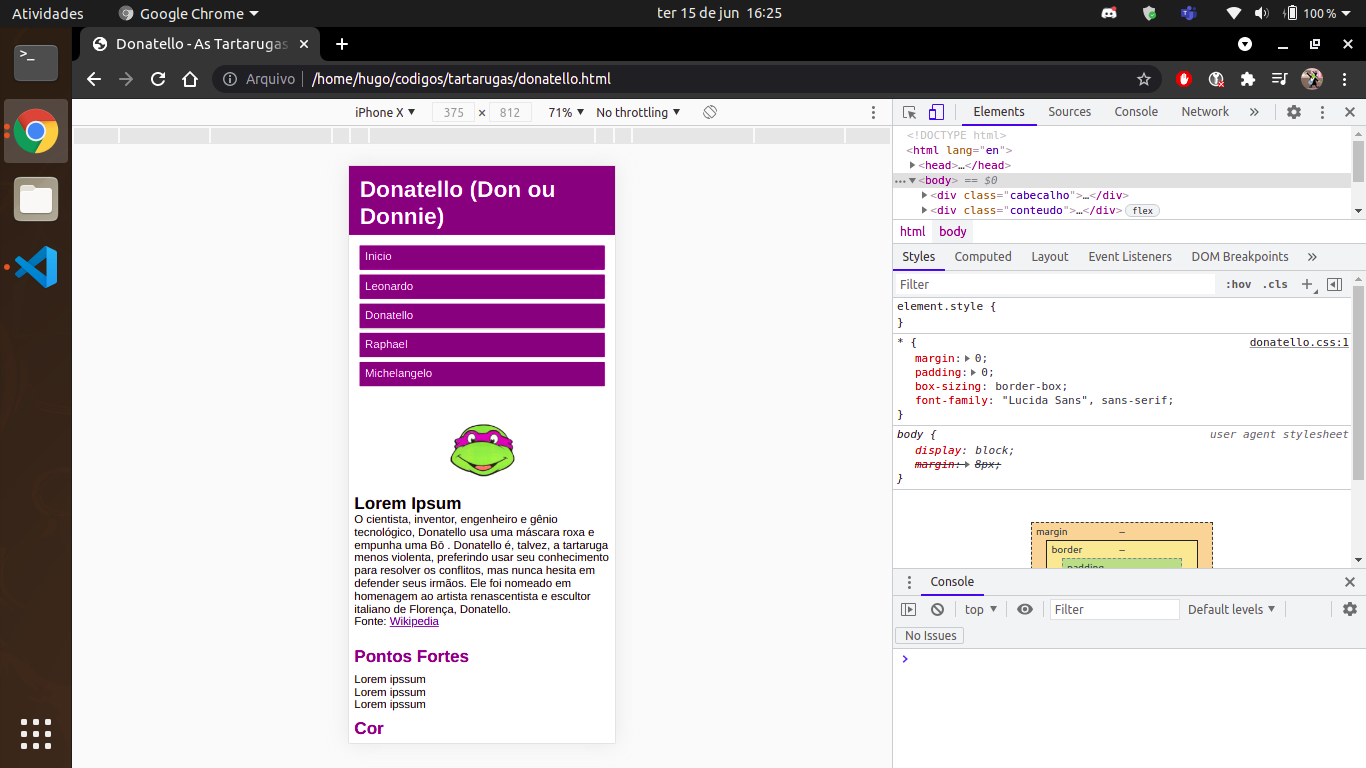 Atividades
Google Chrome
ter 15 de jun 16:25
100 %
Donatello - As Tartarugas
Arquivo
/home/hugo/codigos/tartarugas/donatello.html
iPhone X
375 × 812
71%
No throttling
Donatello (Don ou
Donnie)
Inicio
Leonardo
Donatello
Raphael
Michelangelo
Lorem Ipsum
O cientista, inventor, engenheiro e gênio
tecnológico, Donatello usa uma máscara roxa e
empunha uma Bō . Donatello é, talvez, a tartaruga
menos violenta, preferindo usar seu conhecimento
para resolver os conflitos, mas nunca hesita em
defender seus irmãos. Ele foi nomeado em
homenagem ao artista renascentista e escultor
italiano de Florença, Donatello.
Fonte: Wikipedia
Pontos Fortes
Lorem ipssum
Lorem ipssum
Lorem ipssum
Cor
Elements Sources Console Network »
<!DOCTYPE html>
<html lang="en">
<head>…</head>
<body> == $0
<div class="cabecalho">…</div>
<div class="conteudo">…</div> flex
html body
Styles Computed Layout Event Listeners DOM Breakpoints »
Filter :hov .cls +
element.style {
}
* { donatello.css:1
margin: 0;
padding: 0;
box-sizing: border-box;
font-family: "Lucida Sans", sans-serif;
}
body { user agent stylesheet
display: block;
margin: 8px;
}
margin –
border –
padding
Console
top Filter Default levels
No Issues
>